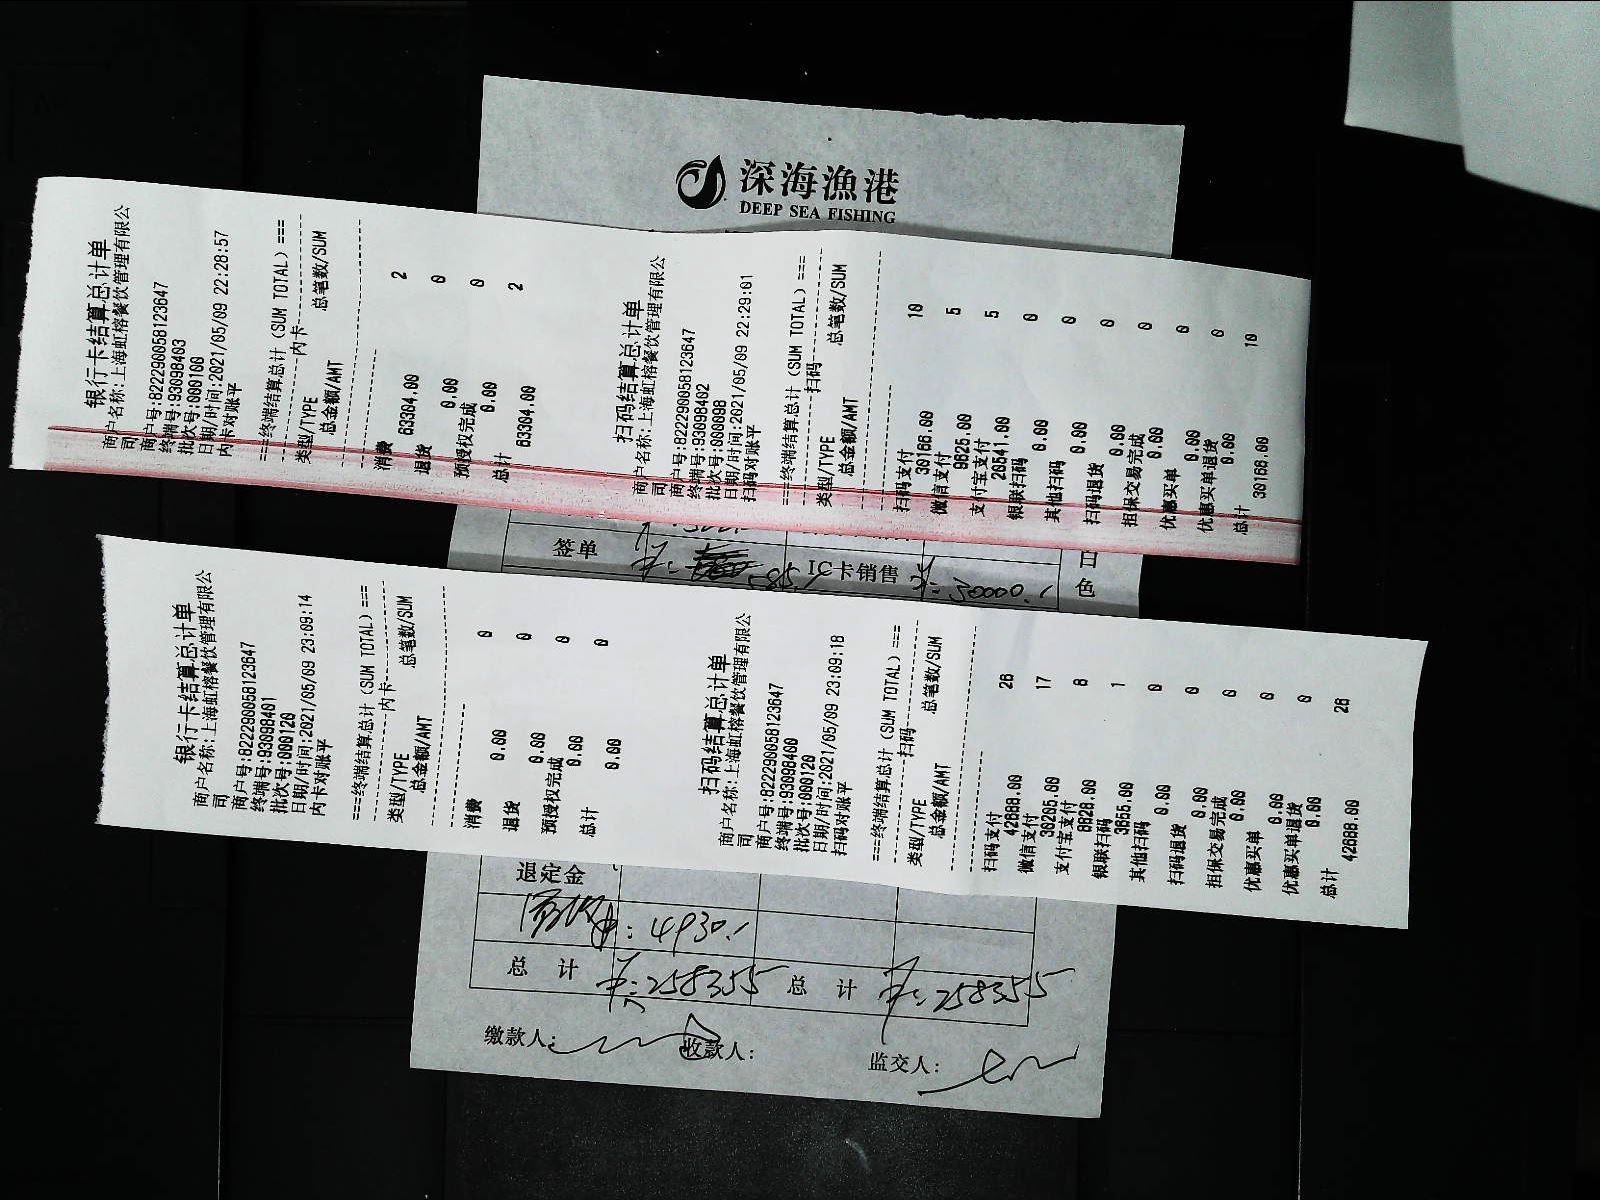 深海漁港
DEEP SEA FISHING
银行卡结算总计单
商户名称:上海虹榕餐饮管理有限公
司
商户号:822290058123647
终端号:93098403
批次号:000100
日期/时间:2021/05/09 22:28:57
内卡对账平
===终端结算总计(SUM TOTAL)===
内卡
类型/TYPE 总笔数/SUM
总金额/AMT
消费 2
63304.00
退货 0
0.00
预授权完成 0
0.00
总计 2
63304.00
扫码结算总计单
商户名称:上海虹榕餐饮管理有限公
司
商户号:822290058123647
终端号:93098402
批次号:000098
日期/时间:2021/05/09 22:29:01
扫码对账平
===终端结算总计(SUM TOTAL)===
扫码
类型/TYPE 总笔数/SUM
总金额/AMT
扫码支付 10
30166.00
微信支付 5
9625.00
支付宝支付 5
20541.00
银联扫码 0
0.00
其他扫码 0
0.00
扫码退货 0
0.00
担保交易完成 0
0.00
优惠买单 0
0.00
优惠买单退货 0
0.00
总计 10
30166.00
签单 IC卡销售 ¥:50000.-
银行卡结算总计单
商户名称:上海虹榕餐饮管理有限公
司
商户号:822290058123647
终端号:93098401
批次号:000120
日期/时间:2021/05/09 23:09:14
内卡对账平
===终端结算总计(SUM TOTAL)===
内卡
类型/TYPE 总笔数/SUM
总金额/AMT
消费 0
0.00
退货 0
0.00
预授权完成 0
0.00
总计 0
0.00
扫码结算总计单
商户名称:上海虹榕餐饮管理有限公
司
商户号:822290058123647
终端号:93098400
批次号:000120
日期/时间:2021/05/09 23:09:18
扫码对账平
===终端结算总计(SUM TOTAL)===
扫码
类型/TYPE 总笔数/SUM
总金额/AMT
扫码支付 26
42688.00
微信支付 17
30205.00
支付宝支付 8
8828.00
银联扫码 1
3655.00
其他扫码 0
0.00
扫码退货 0
0.00
担保交易完成 0
0.00
优惠买单 0
0.00
优惠买单退货 0
0.00
总计 26
42688.00
¥:4930.-
总 计 ¥:258355 总 计 ¥:258355
缴款人: 收款人: 监交人: